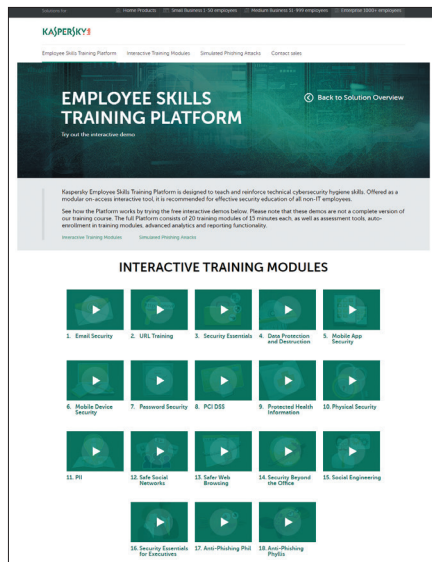 Solutions for:
Home Products
Small Business 1-50 employees
Medium Business 51-999 employees
Enterprise 1000+ employees
KASPERSKY
Employee Skills Training Platform
Interactive Training Modules
Simulated Phishing Attacks
Contact sales
EMPLOYEE SKILLS
TRAINING PLATFORM
Back to Solution Overview
Try out the interactive demo
Kaspersky Employee Skills Training Platform is designed to teach and reinforce technical cybersecurity hygiene skills. Offered as a
modular on-access interactive tool, it is recommended for effective security education of all non-IT employees.
See how the Platform works by trying the free interactive demos below. Please note that these demos are not a complete version of
our training course. The full Platform consists of 20 training modules of 15 minutes each, as well as assessment tools, auto-
enrollment in training modules, advanced analytics and reporting functionality.
Interactive Training Modules
Simulated Phishing Attacks
INTERACTIVE TRAINING MODULES
1. Email Security
2. URL Training
3. Security Essentials
4. Data Protection
and Destruction
5. Mobile App
Security
6. Mobile Device
Security
7. Password Security
8. PCI DSS
9. Protected Health
Information
10. Physical Security
11. PII
12. Safe Social
Networks
13. Safer Web
Browsing
14. Security Beyond
the Office
15. Social Engineering
16. Security Essentials
for Executives
17. Anti-Phishing Phil
18. Anti-Phishing
Phyllis